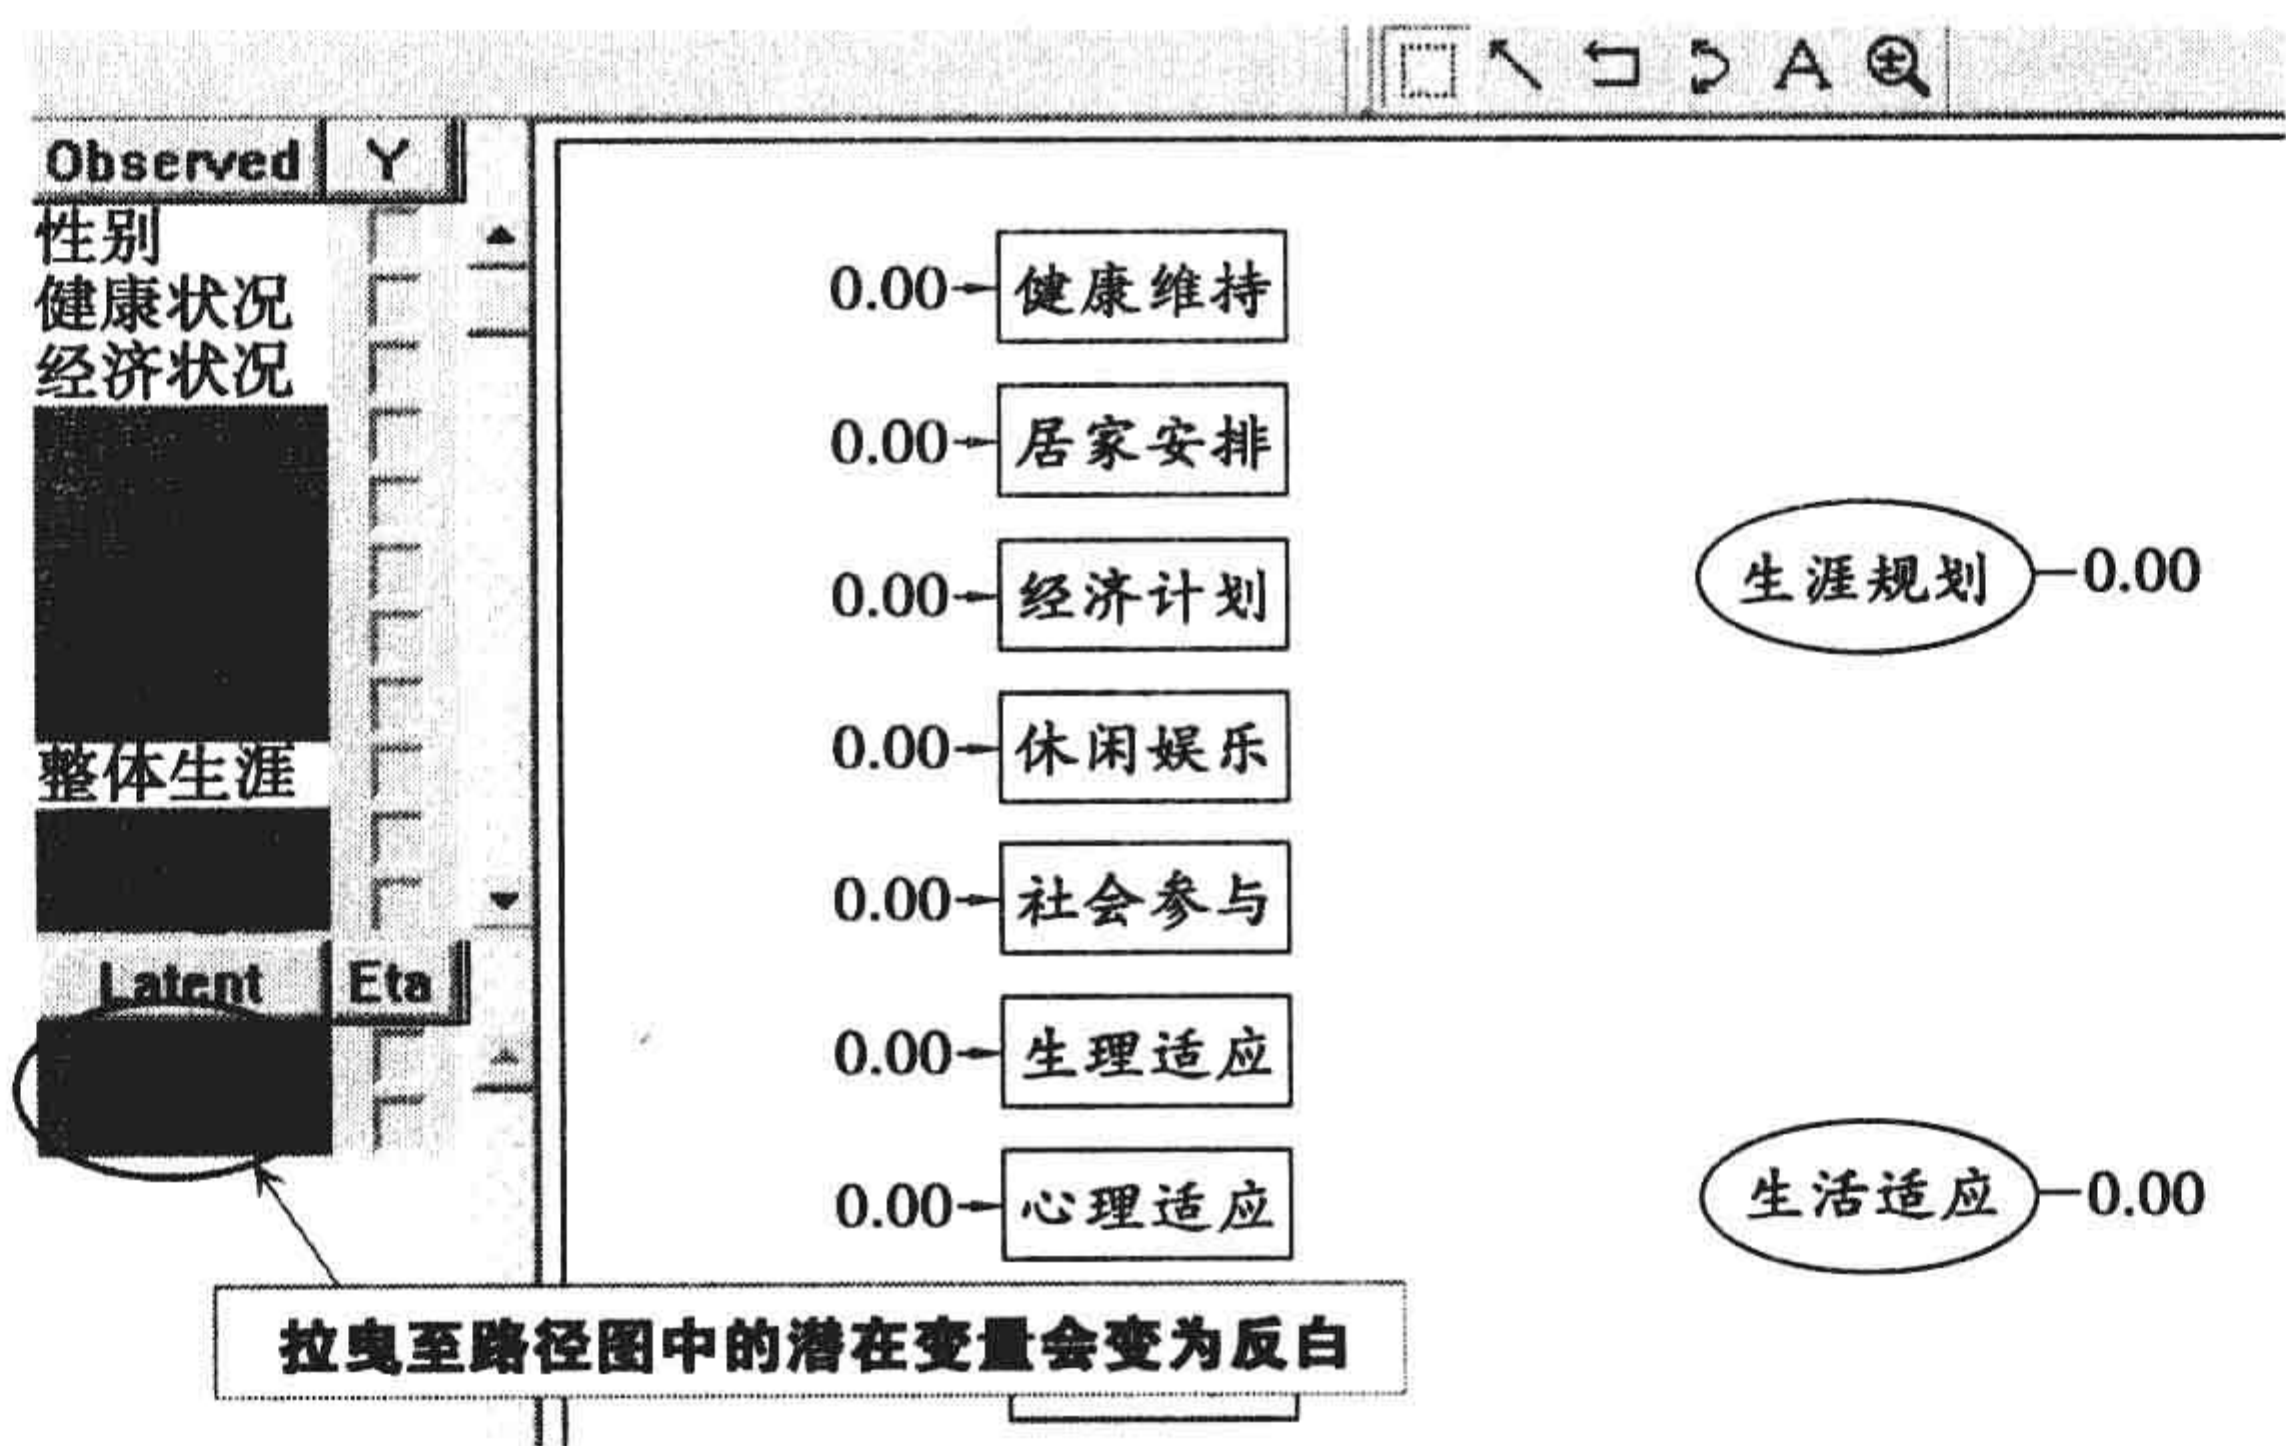 A
Observed Y
性别
健康状况
经济状况
整体生涯
Latent Eta
0.00 健康维持
0.00 居家安排
0.00 经济计划
0.00 休闲娱乐
0.00 社会参与
0.00 生理适应
0.00 心理适应
生涯规划 0.00
生活适应 0.00
拉曳至路径图中的潜在变量会变为反白